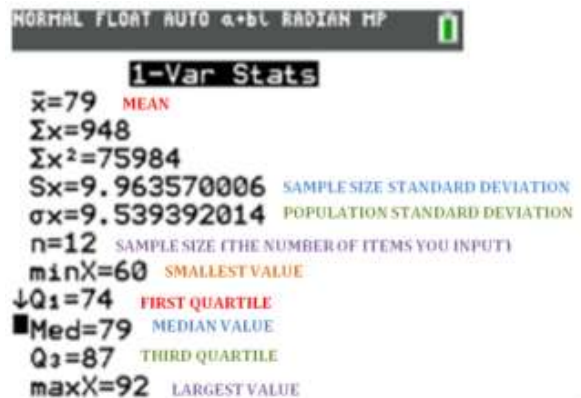 NORMAL FLOAT AUTO a+bi RADIAN MP
1-Var Stats
x̄=79 MEAN
Σx=948
Σx²=75984
Sx=9.963570006 SAMPLE SIZE STANDARD DEVIATION
σx=9.539392014 POPULATION STANDARD DEVIATION
n=12 SAMPLE SIZE (THE NUMBER OF ITEMS YOU INPUT)
minX=60 SMALLEST VALUE
↓Q₁=74 FIRST QUARTILE
Med=79 MEDIAN VALUE
Q₃=87 THIRD QUARTILE
maxX=92 LARGEST VALUE